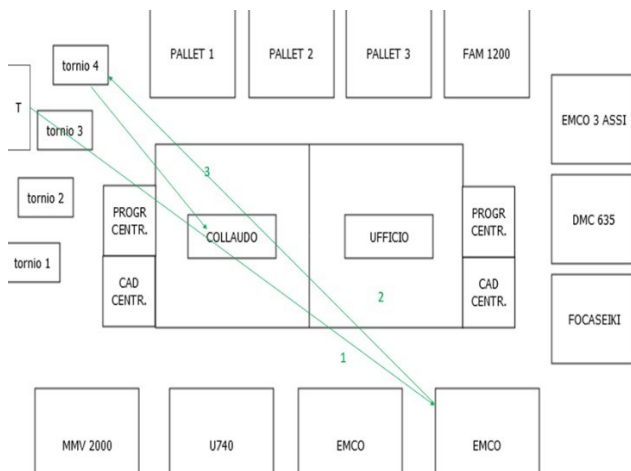 PALLET 1
PALLET 2
PALLET 3
FAM 1200
tornio 4
T
tornio 3
EMCO 3 ASSI
3
tornio 2
PROGR
CENTR.
COLLAUDO
UFFICIO
PROGR
CENTR.
DMC 635
tornio 1
CAD
CENTR.
2
CAD
CENTR.
FOCASEIKI
1
MMV 2000
U740
EMCO
EMCO